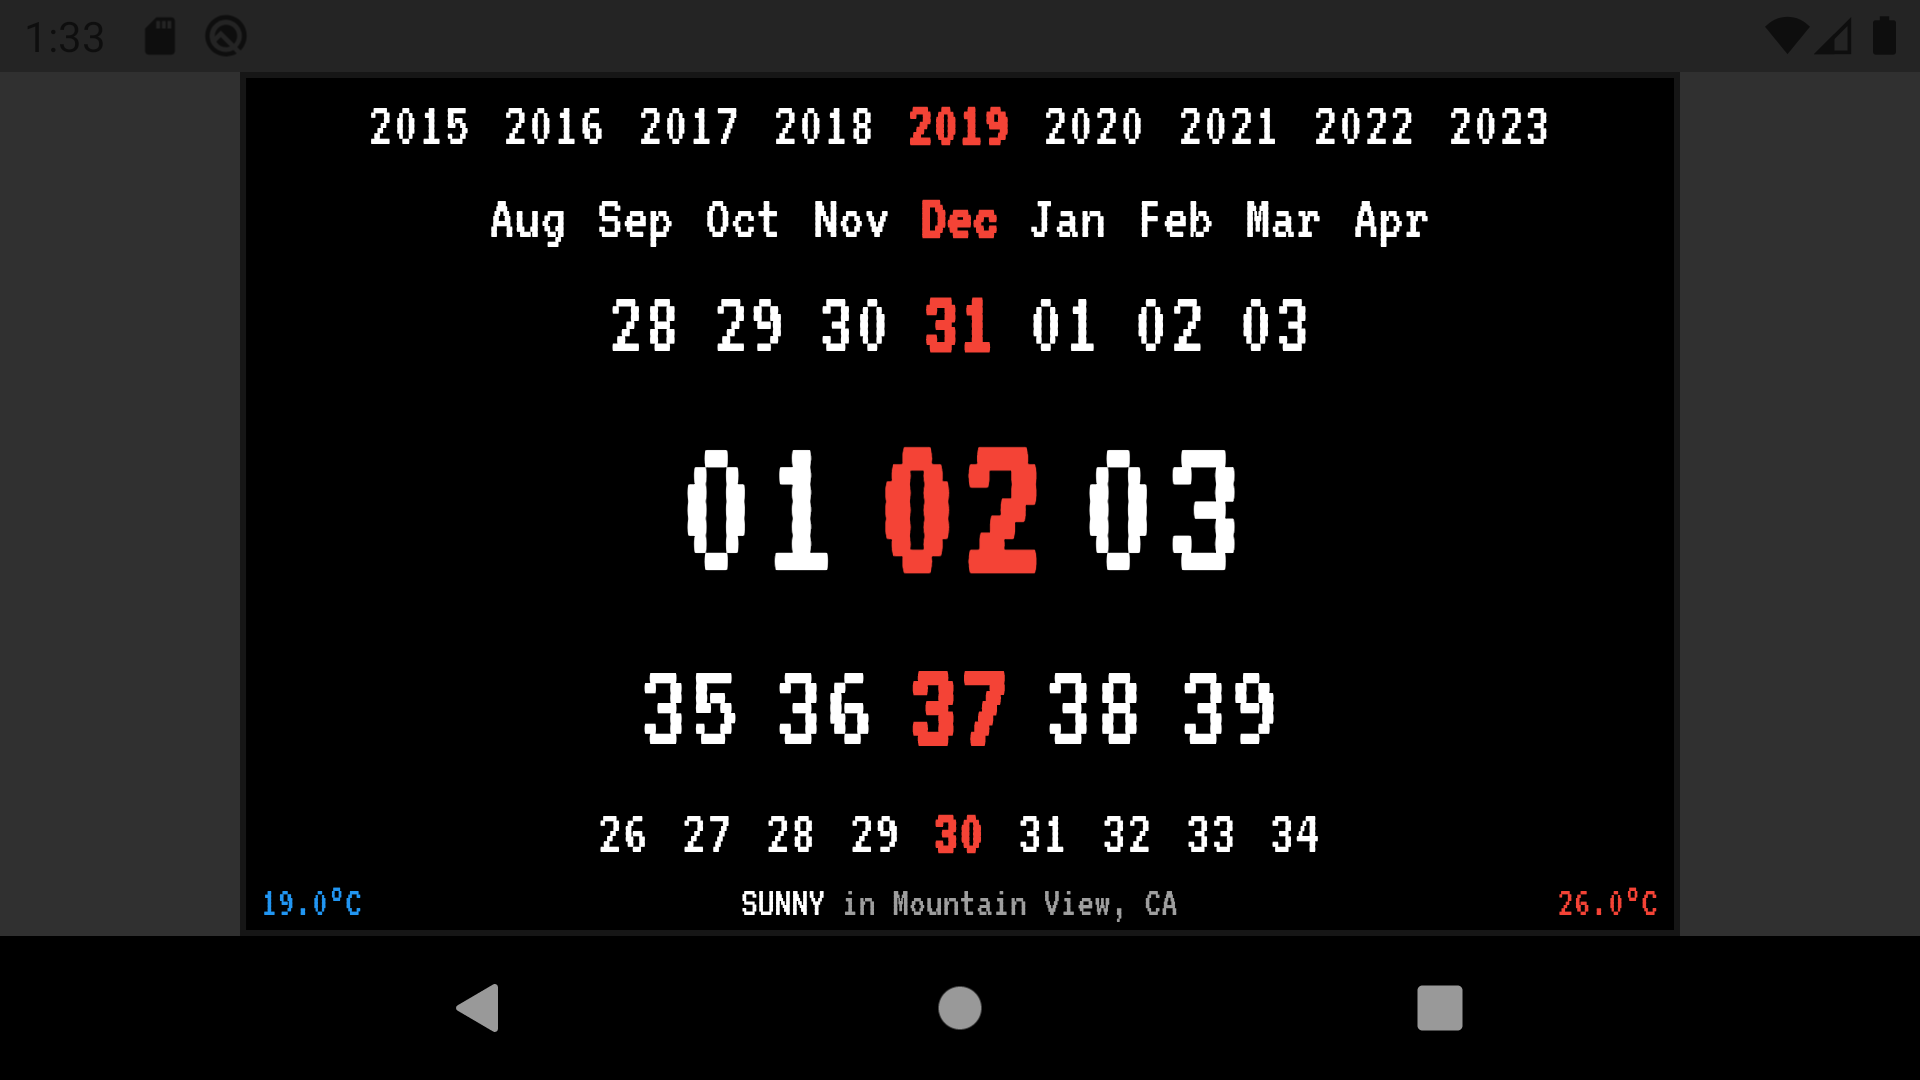 1:33
2015 2016 2017 2018 2019 2020 2021 2022 2023
Aug Sep Oct Nov Dec Jan Feb Mar Apr
28 29 30 31 01 02 03
01 02 03
35 36 37 38 39
26 27 28 29 30 31 32 33 34
19.0°C SUNNY in Mountain View, CA 26.0°C